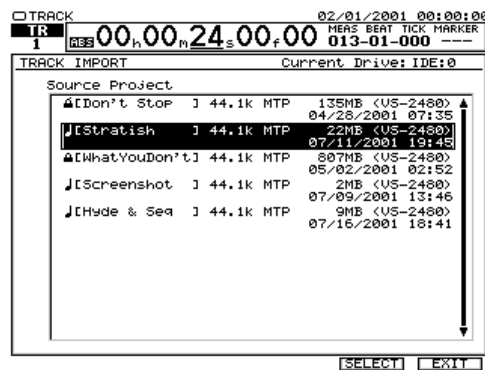 TRACK 02/01/2001 00:00:00
TR 1 ABS 00h00m24s00f00 MEAS BEAT TICK MARKER
013-01-000 ---
TRACK IMPORT Current Drive:IDE:0
Source Project
[Don't Stop ] 44.1k MTP 135MB <VS-2480>
04/28/2001 07:35
[Stratish ] 44.1k MTP 22MB <VS-2480>
07/11/2001 19:45
[WhatYouDon't] 44.1k MTP 807MB <VS-2480>
05/02/2001 02:52
[Screenshot ] 44.1k MTP 2MB <VS-2480>
07/09/2001 13:46
[Hyde & Seq ] 44.1k MTP 9MB <VS-2480>
07/16/2001 18:41
SELECT EXIT